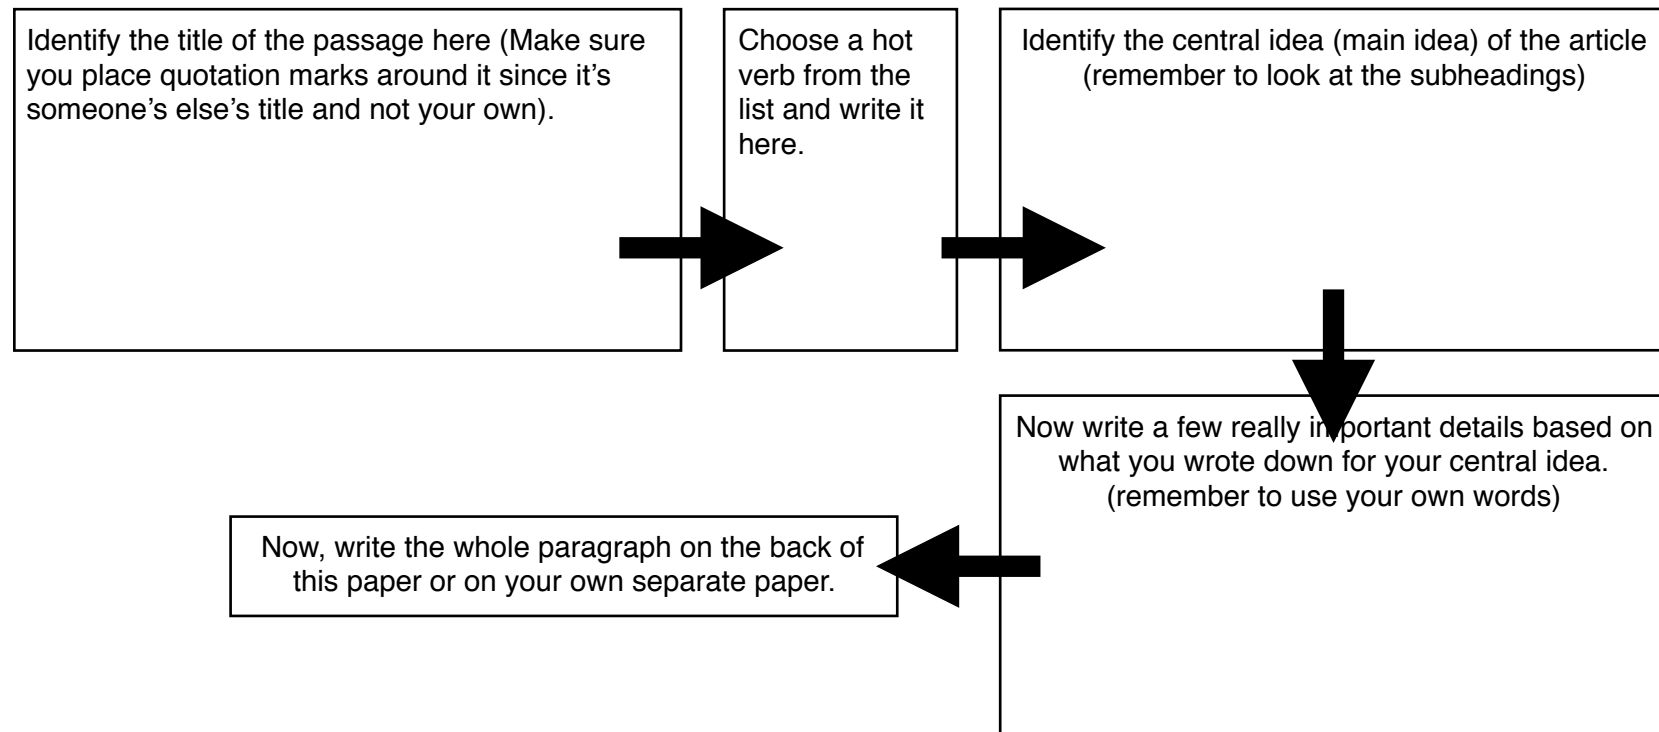 Identify the title of the passage here (Make sure
you place quotation marks around it since it's
someone's else's title and not your own).
Choose a hot
verb from the
list and write it
here.
Identify the central idea (main idea) of the article
(remember to look at the subheadings)
Now write a few really important details based on
what you wrote down for your central idea.
(remember to use your own words)
Now, write the whole paragraph on the back of
this paper or on your own separate paper.